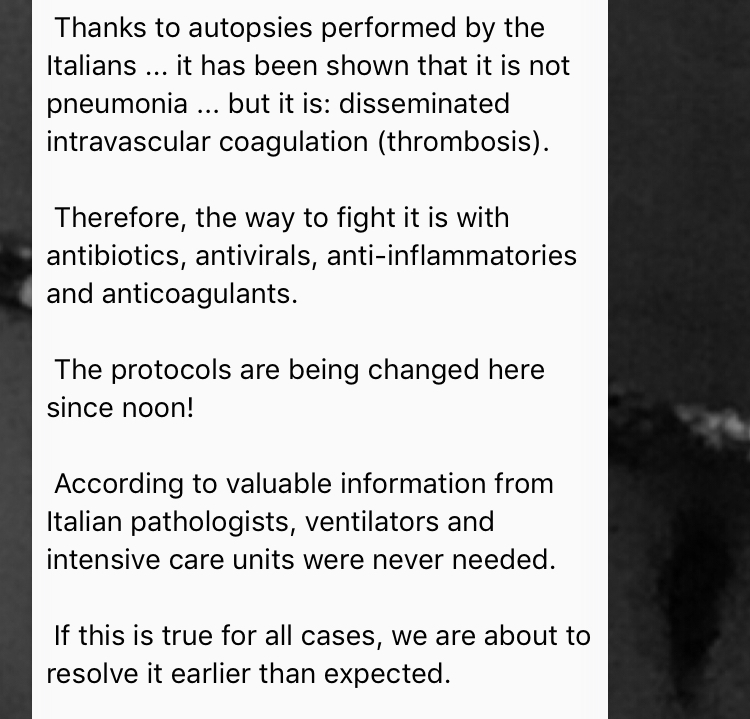 Thanks to autopsies performed by the
Italians ... it has been shown that it is not
pneumonia ... but it is: disseminated
intravascular coagulation (thrombosis).
Therefore, the way to fight it is with
antibiotics, antivirals, anti-inflammatories
and anticoagulants.
The protocols are being changed here
since noon!
According to valuable information from
Italian pathologists, ventilators and
intensive care units were never needed.
If this is true for all cases, we are about to
resolve it earlier than expected.